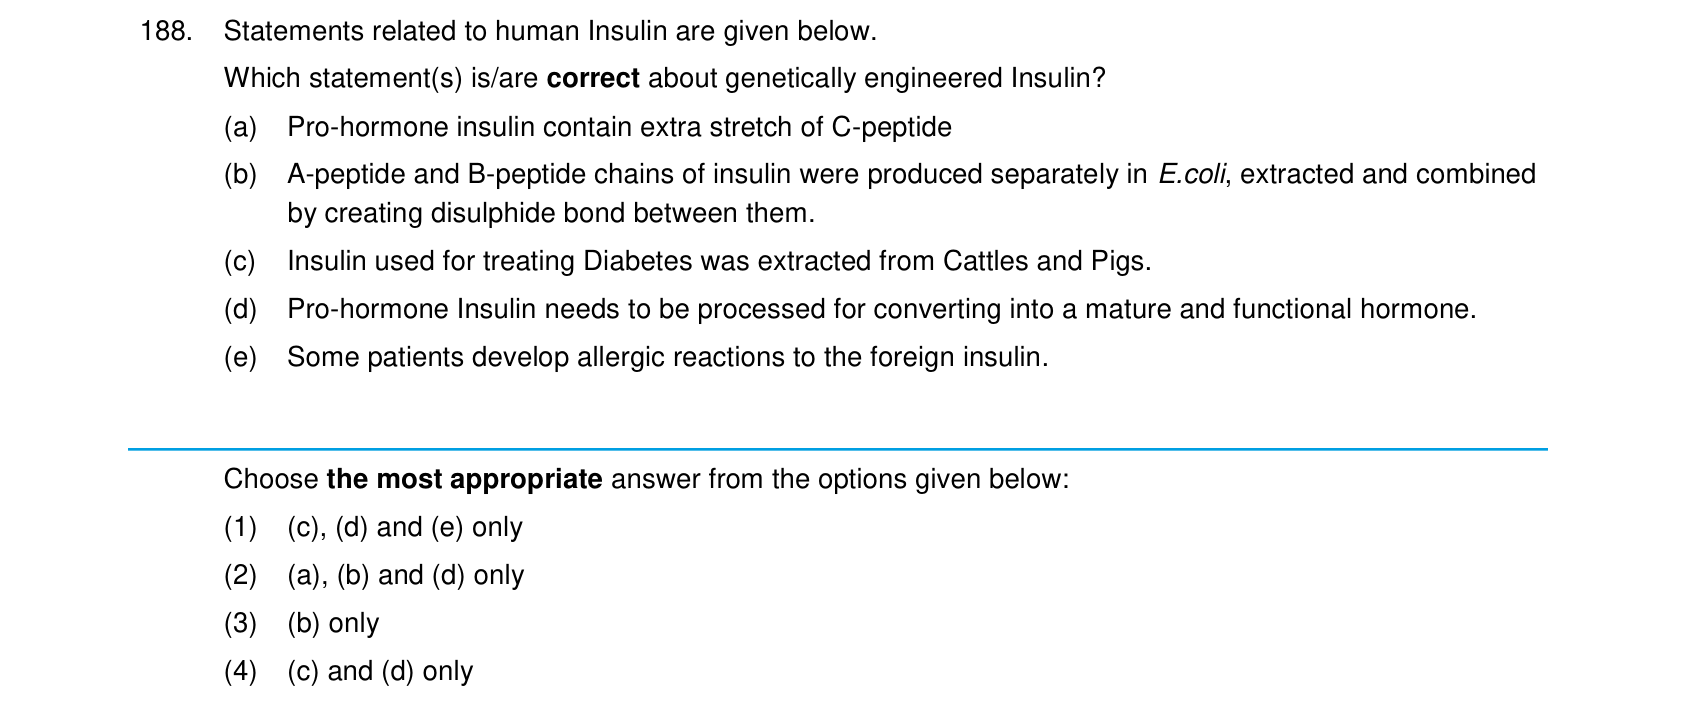 188. Statements related to human Insulin are given below.
Which statement(s) is/are correct about genetically engineered Insulin?
(a) Pro-hormone insulin contain extra stretch of C-peptide
(b) A-peptide and B-peptide chains of insulin were produced separately in E.coli, extracted and combined
by creating disulphide bond between them.
(c) Insulin used for treating Diabetes was extracted from Cattles and Pigs.
(d) Pro-hormone Insulin needs to be processed for converting into a mature and functional hormone.
(e) Some patients develop allergic reactions to the foreign insulin.
Choose the most appropriate answer from the options given below:
(1) (c), (d) and (e) only
(2) (a), (b) and (d) only
(3) (b) only
(4) (c) and (d) only